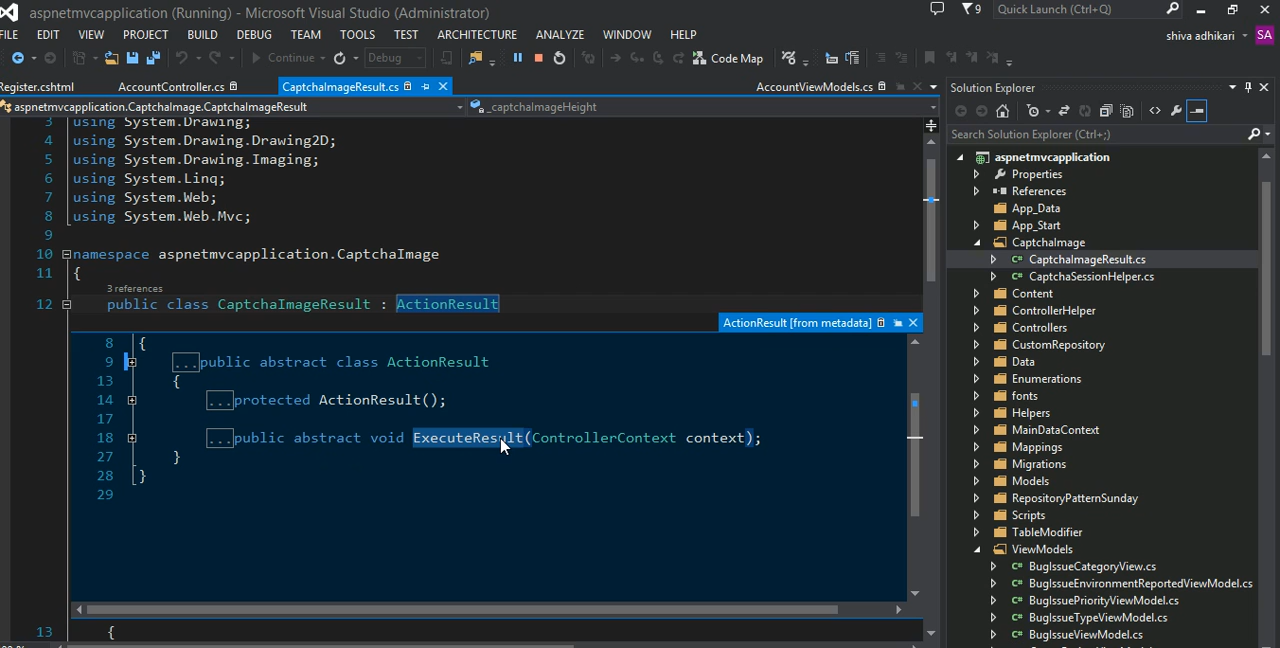 aspnetmvcapplication (Running) - Microsoft Visual Studio (Administrator)
9
Quick Launch (Ctrl+Q)
FILE EDIT VIEW PROJECT BUILD DEBUG TEAM TOOLS TEST ARCHITECTURE ANALYZE WINDOW HELP
shiva adhikari SA
Continue Debug Code Map
Register.cshtml AccountController.cs CaptchaImageResult.cs AccountViewModels.cs
aspnetmvcapplication.CaptchaImage.CaptchaImageResult _captchaImageHeight
3 using System.Drawing;
4 using System.Drawing.Drawing2D;
5 using System.Drawing.Imaging;
6 using System.Linq;
7 using System.Web;
8 using System.Web.Mvc;
9
10 namespace aspnetmvcapplication.CaptchaImage
11 {
3 references
12 public class CaptchaImageResult : ActionResult
ActionResult [from metadata]
8 {
9 ...public abstract class ActionResult
13 {
14 ...protected ActionResult();
17
18 ...public abstract void ExecuteResult(ControllerContext context);
27 }
28 }
29
13 {
Solution Explorer
Search Solution Explorer (Ctrl+;)
aspnetmvcapplication
Properties
References
App_Data
App_Start
CaptchaImage
C# CaptchaImageResult.cs
C# CaptchaSessionHelper.cs
Content
ControllerHelper
Controllers
CustomRepository
Data
Enumerations
fonts
Helpers
MainDataContext
Mappings
Migrations
Models
RepositoryPatternSunday
Scripts
TableModifier
ViewModels
C# BugIssueCategoryView.cs
C# BugIssueEnvironmentReportedViewModel.cs
C# BugIssuePriorityViewModel.cs
C# BugIssueTypeViewModel.cs
C# BugIssueViewModel.cs